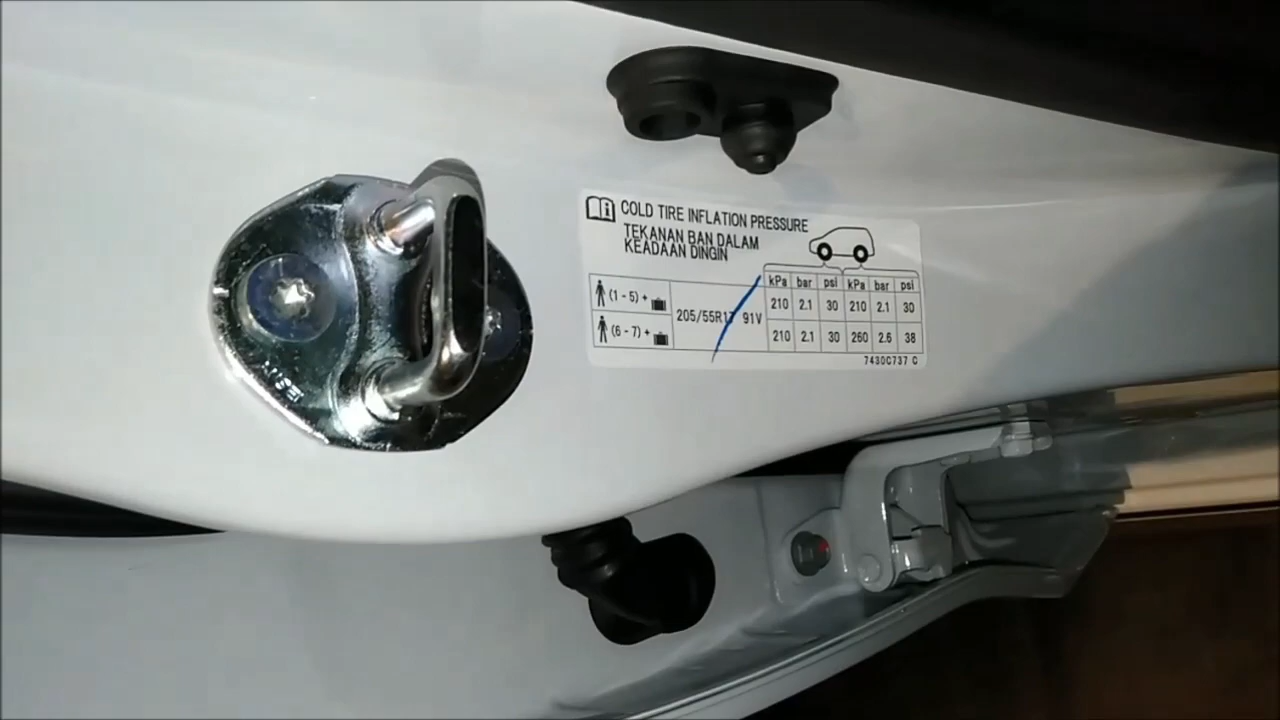 COLD TIRE INFLATION PRESSURE
TEKANAN BAN DALAM
KEADAAN DINGIN
kPa bar psi kPa bar psi
(1 - 5) + 205/55R17 91V 210 2.1 30 210 2.1 30
(6 - 7) + 210 2.1 30 260 2.6 38
7430C737 C